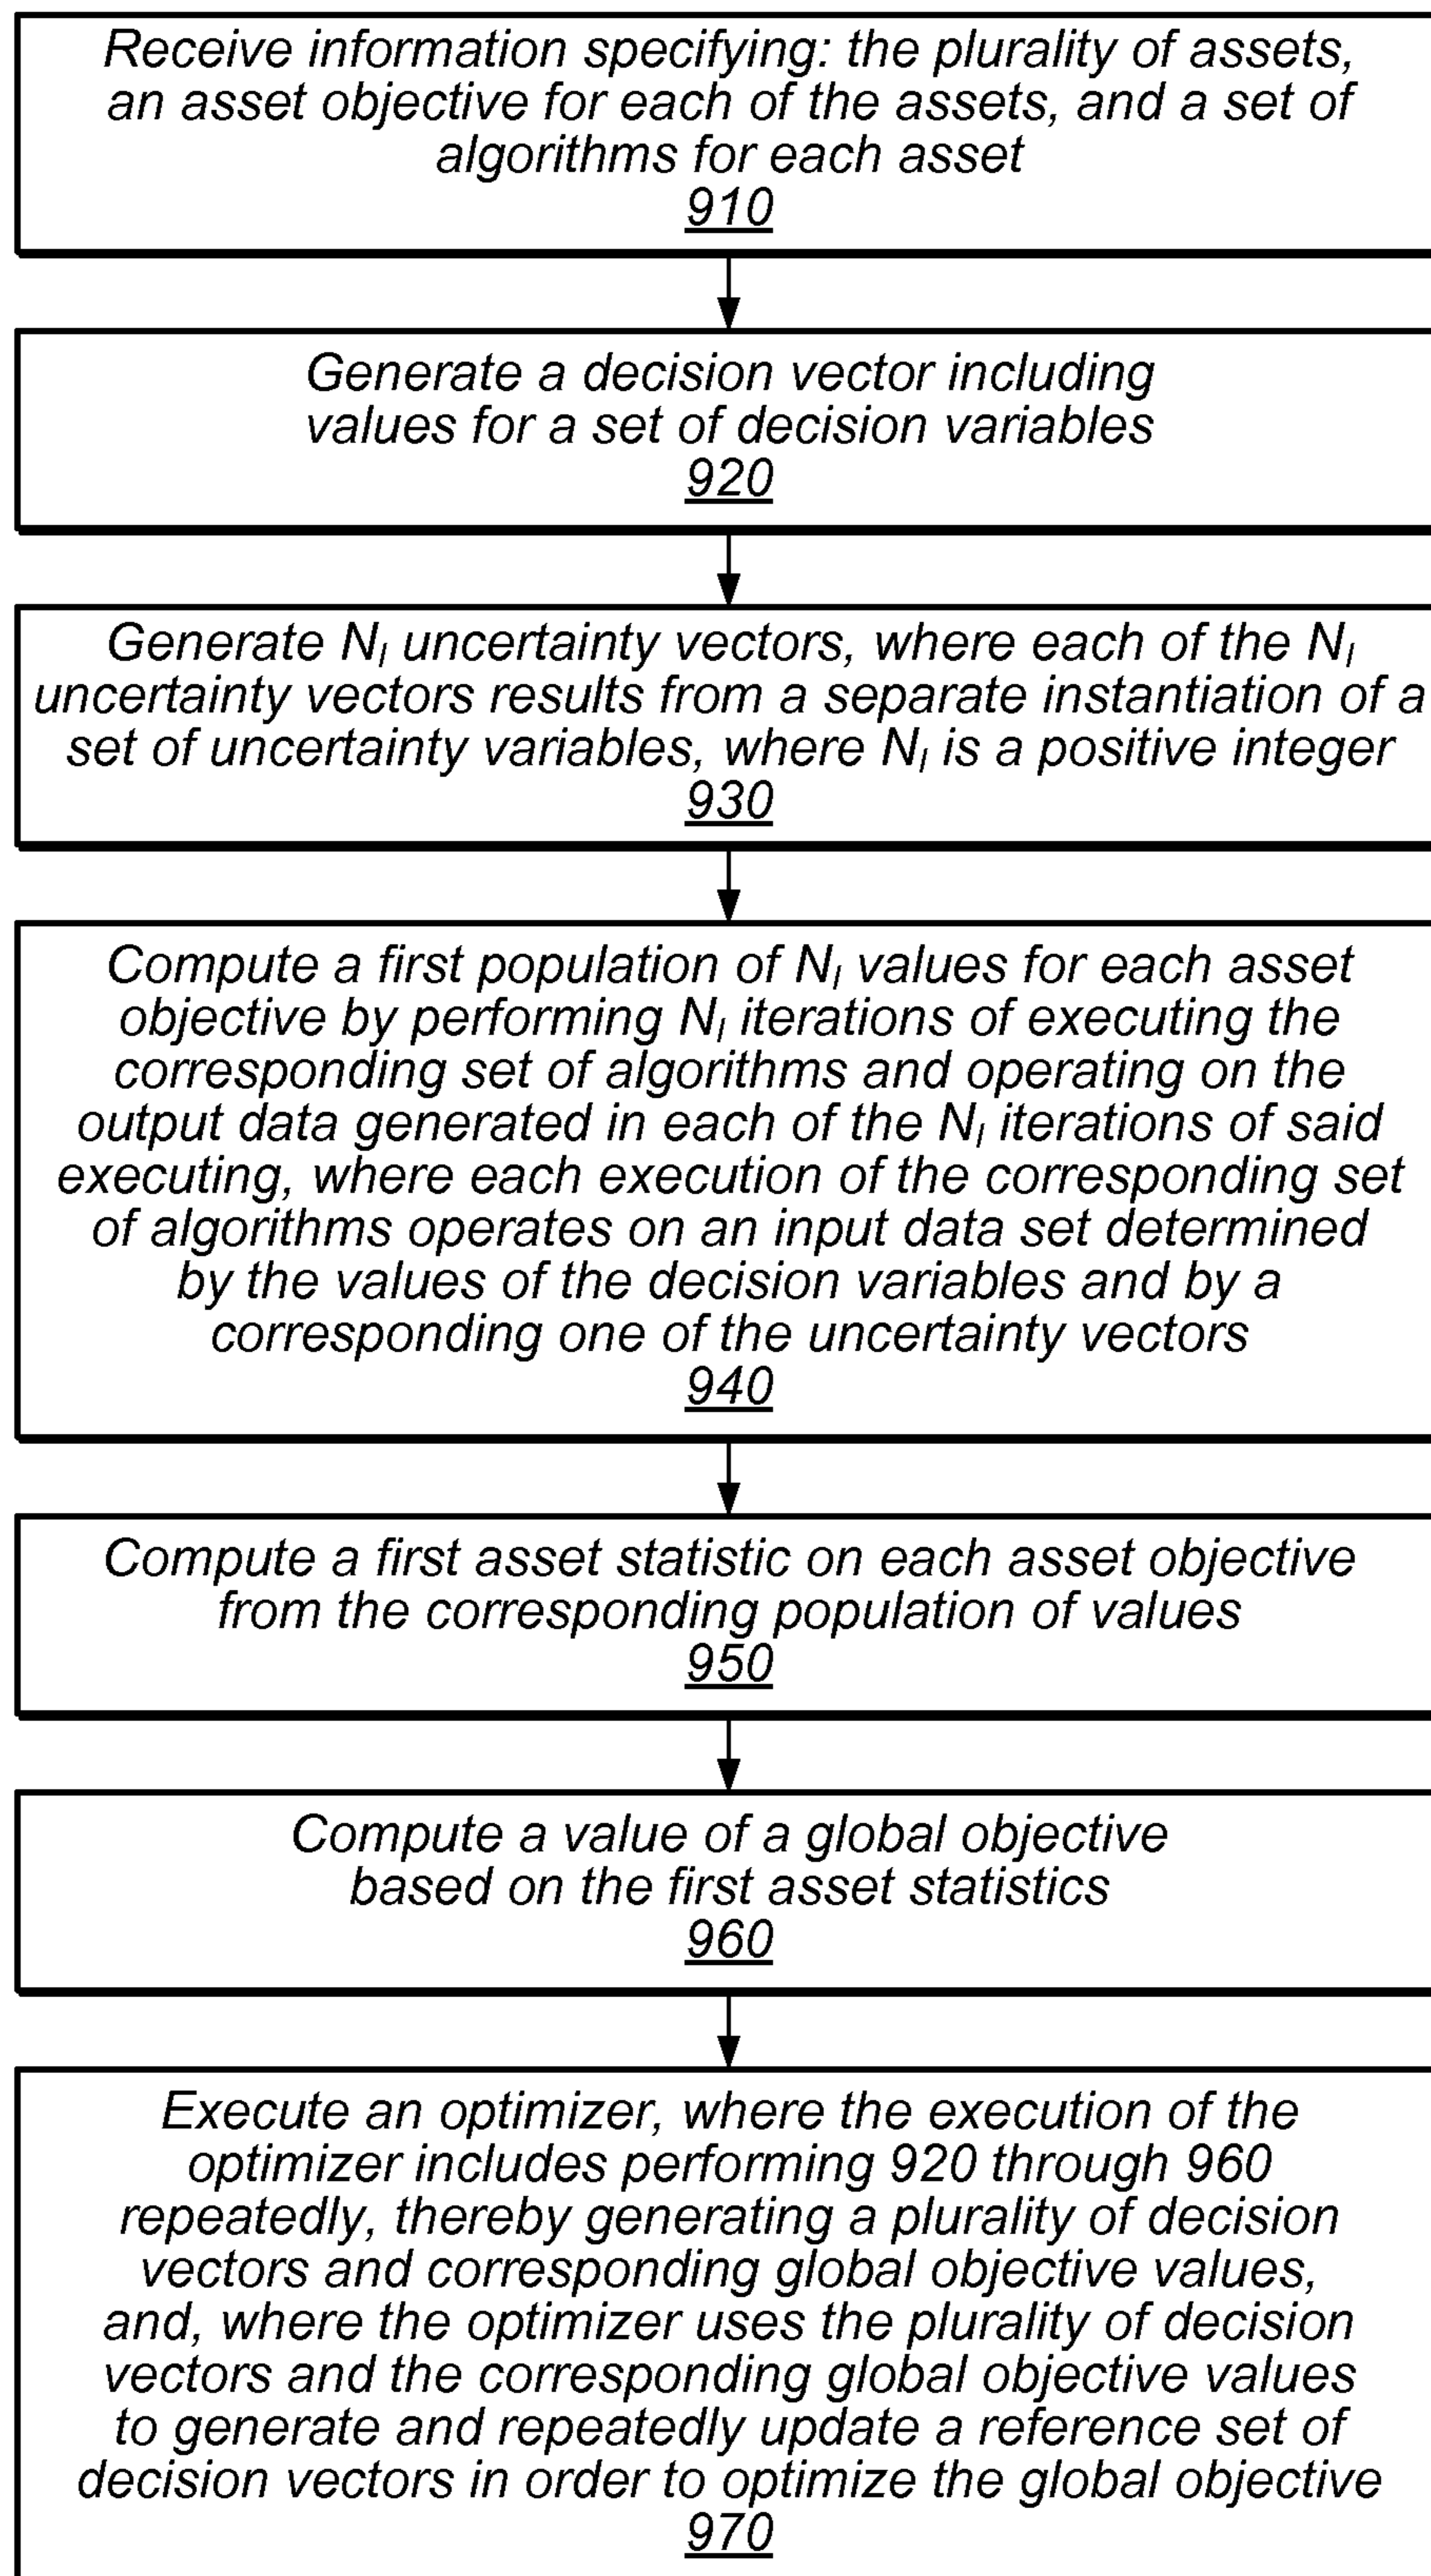 Receive information specifying: the plurality of assets,
an asset objective for each of the assets, and a set of
algorithms for each asset
910
Generate a decision vector including
values for a set of decision variables
920
Generate N_I uncertainty vectors, where each of the N_I
uncertainty vectors results from a separate instantiation of a
set of uncertainty variables, where N_I is a positive integer
930
Compute a first population of N_I values for each asset
objective by performing N_I iterations of executing the
corresponding set of algorithms and operating on the
output data generated in each of the N_I iterations of said
executing, where each execution of the corresponding set
of algorithms operates on an input data set determined
by the values of the decision variables and by a
corresponding one of the uncertainty vectors
940
Compute a first asset statistic on each asset objective
from the corresponding population of values
950
Compute a value of a global objective
based on the first asset statistics
960
Execute an optimizer, where the execution of the
optimizer includes performing 920 through 960
repeatedly, thereby generating a plurality of decision
vectors and corresponding global objective values,
and, where the optimizer uses the plurality of decision
vectors and the corresponding global objective values
to generate and repeatedly update a reference set of
decision vectors in order to optimize the global objective
970